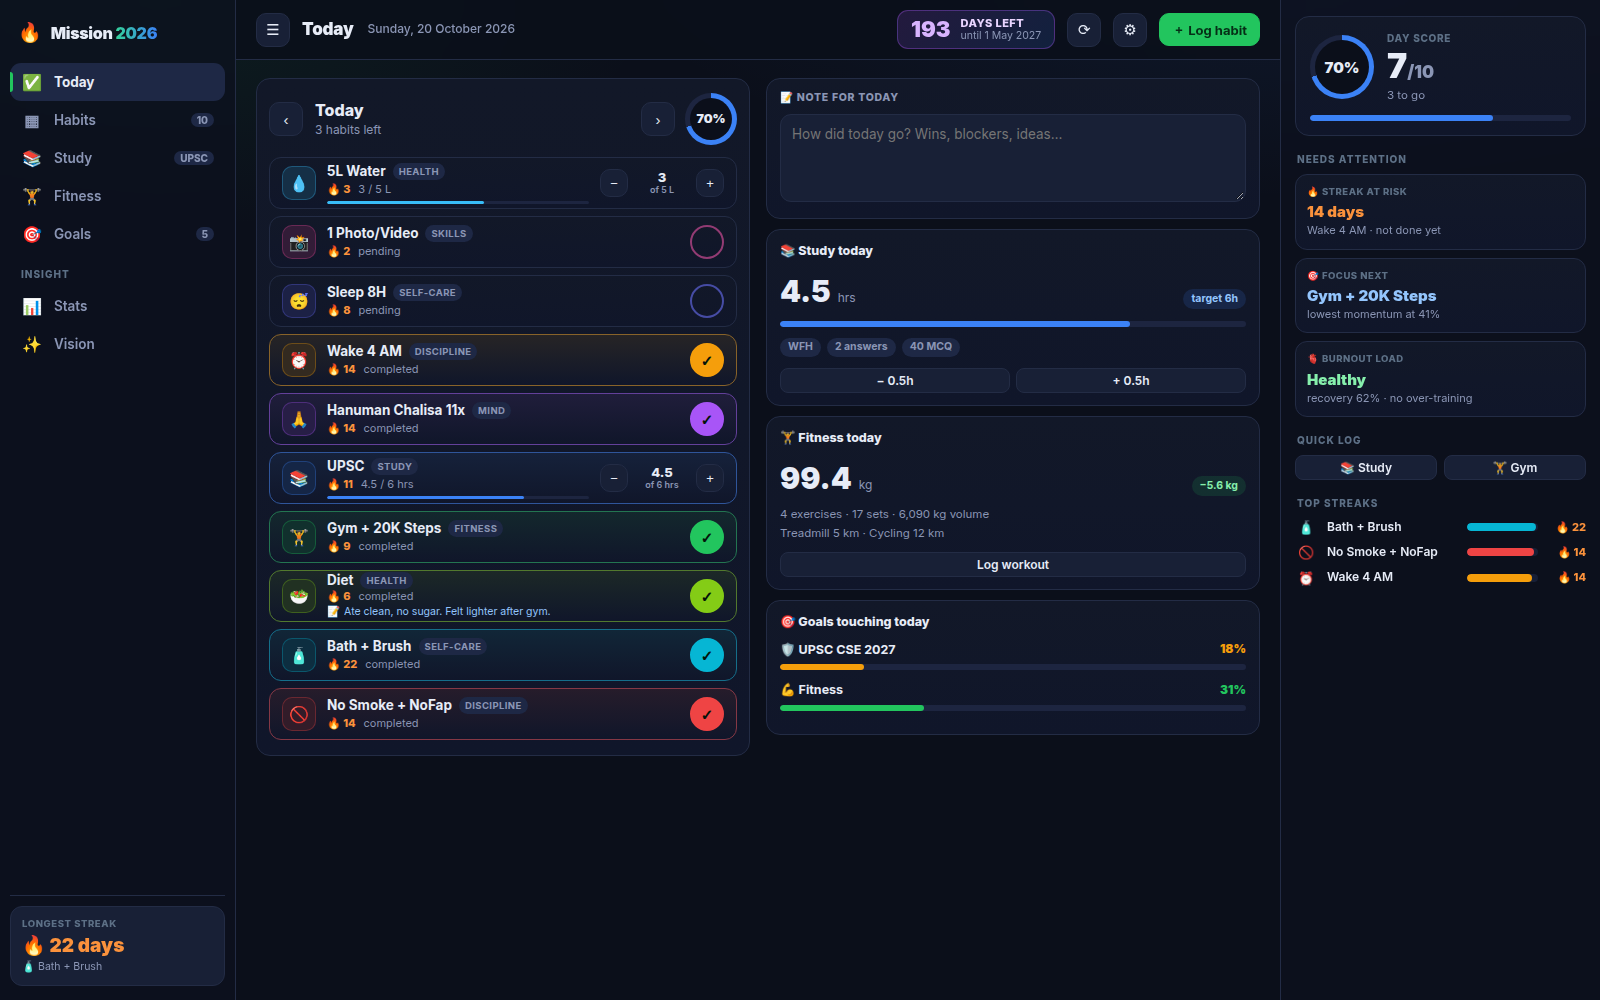 Mission 2026
Today
Habits 10
Study UPSC
Fitness
Goals 5
INSIGHT
Stats
Vision
LONGEST STREAK
22 days
Bath + Brush
Today Sunday, 20 October 2026
193 DAYS LEFT
until 1 May 2027
+ Log habit
Today
3 habits left
70%
5L Water HEALTH
3 3 / 5 L
− 3 +
of 5 L
1 Photo/Video SKILLS
2 pending
Sleep 8H SELF-CARE
8 pending
Wake 4 AM DISCIPLINE
14 completed
Hanuman Chalisa 11x MIND
14 completed
UPSC STUDY
11 4.5 / 6 hrs
− 4.5 +
of 6 hrs
Gym + 20K Steps FITNESS
9 completed
Diet HEALTH
6 completed
Ate clean, no sugar. Felt lighter after gym.
Bath + Brush SELF-CARE
22 completed
No Smoke + NoFap DISCIPLINE
14 completed
NOTE FOR TODAY
How did today go? Wins, blockers, ideas...
Study today
4.5 hrs
target 6h
WFH 2 answers 40 MCQ
− 0.5h + 0.5h
Fitness today
99.4 kg
−5.6 kg
4 exercises · 17 sets · 6,090 kg volume
Treadmill 5 km · Cycling 12 km
Log workout
Goals touching today
UPSC CSE 2027 18%
Fitness 31%
70%
DAY SCORE
7/10
3 to go
NEEDS ATTENTION
STREAK AT RISK
14 days
Wake 4 AM · not done yet
FOCUS NEXT
Gym + 20K Steps
lowest momentum at 41%
BURNOUT LOAD
Healthy
recovery 62% · no over-training
QUICK LOG
Study Gym
TOP STREAKS
Bath + Brush 22
No Smoke + NoFap 14
Wake 4 AM 14